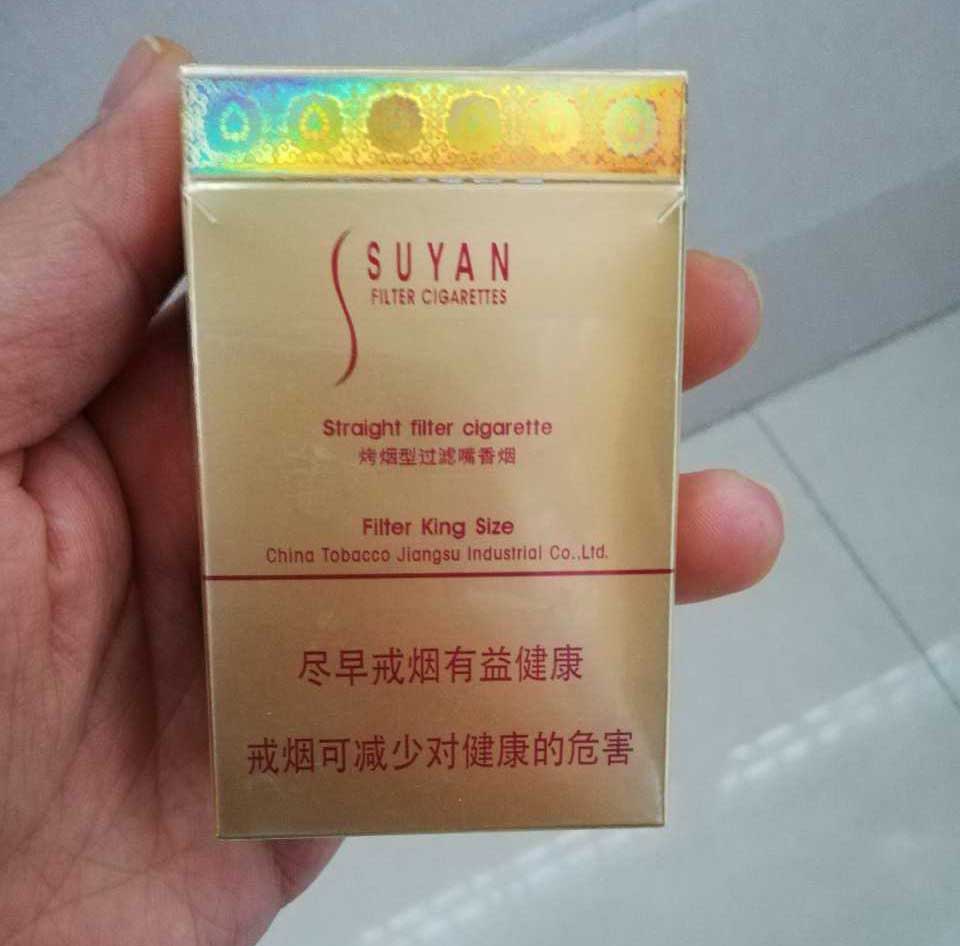 SUYAN
FILTER CIGARETTES
Straight filter cigarette
烤烟型过滤嘴香烟
Filter King Size
China Tobacco Jiangsu Industrial Co.,Ltd.
尽早戒烟有益健康
戒烟可减少对健康的危害